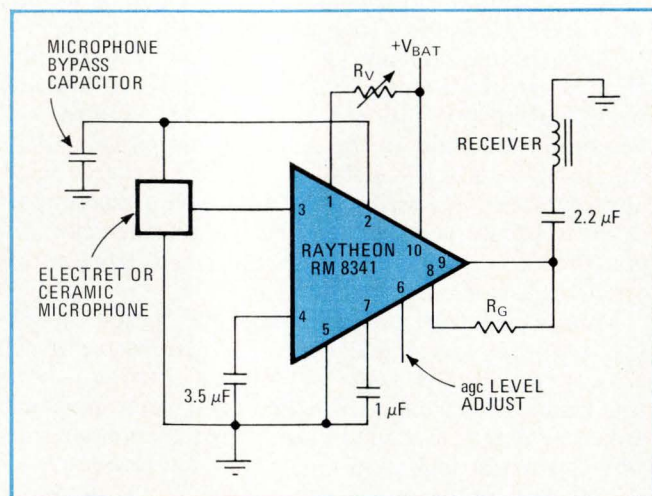 MICROPHONE
BYPASS
CAPACITOR
+V_BAT
R_V
RECEIVER
2.2 µF
1
2
3
RAYTHEON
RM 8341
10
9
8
6
7
4
5
ELECTRET OR
CERAMIC
MICROPHONE
R_G
3.5 µF
1 µF
agc LEVEL
ADJUST